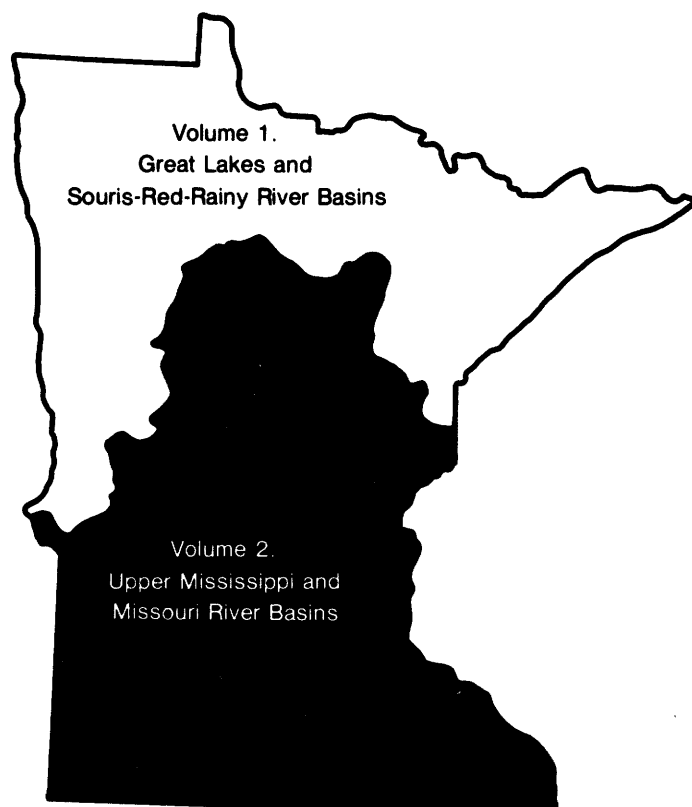 Volume 1.
Great Lakes and
Souris-Red-Rainy River Basins
Volume 2.
Upper Mississippi and
Missouri River Basins